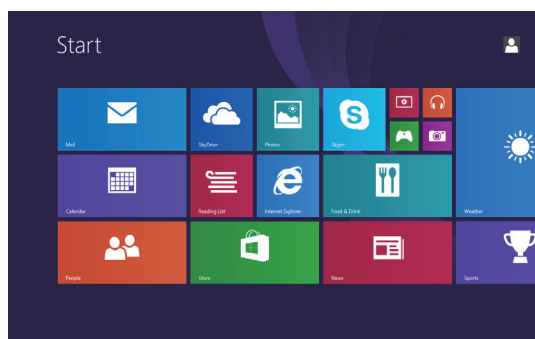 Start
Mail
SkyDrive
Photos
Skype
Calendar
Reading List
Internet Explorer
Food & Drink
Weather
People
Store
News
Sports